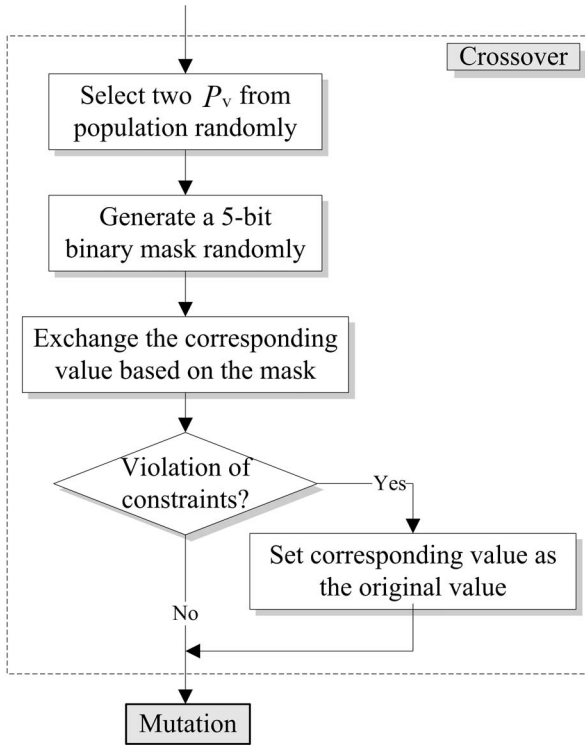 Crossover
Select two Pv from
population randomly
Generate a 5-bit
binary mask randomly
Exchange the corresponding
value based on the mask
Violation of
constraints?
Yes
Set corresponding value as
the original value
No
Mutation